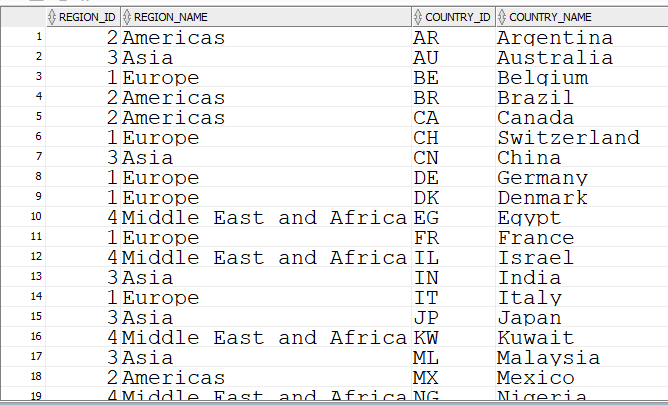 REGION_ID REGION_NAME COUNTRY_ID COUNTRY_NAME
1 2 Americas AR Argentina
2 3 Asia AU Australia
3 1 Europe BE Belgium
4 2 Americas BR Brazil
5 2 Americas CA Canada
6 1 Europe CH Switzerland
7 3 Asia CN China
8 1 Europe DE Germany
9 1 Europe DK Denmark
10 4 Middle East and Africa EG Egypt
11 1 Europe FR France
12 4 Middle East and Africa IL Israel
13 3 Asia IN India
14 1 Europe IT Italy
15 3 Asia JP Japan
16 4 Middle East and Africa KW Kuwait
17 3 Asia ML Malaysia
18 2 Americas MX Mexico
19 4 Middle East and Africa NG Nigeria